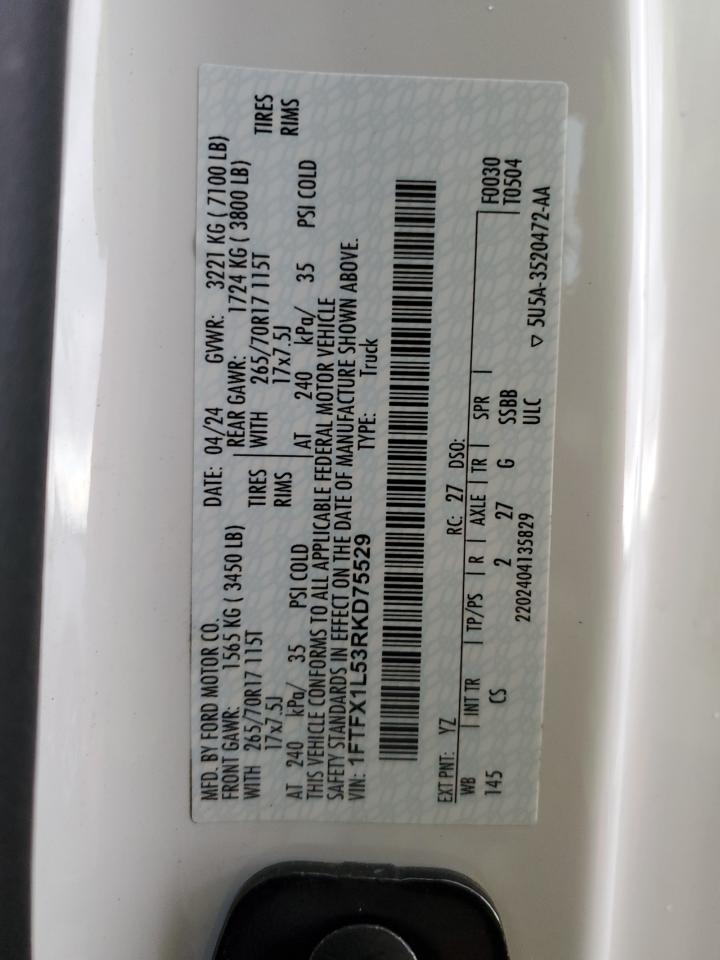 MFD. BY FORD MOTOR CO. DATE: 04/24 GVWR: 3221 KG ( 7100 LB)
FRONT GAWR: 1565 KG ( 3450 LB) REAR GAWR: 1724 KG ( 3800 LB)
WITH 265/70R17 115T TIRES WITH 265/70R17 115T TIRES
17x7.5J RIMS 17x7.5J RIMS
AT 240 kPa/ 35 PSI COLD AT 240 kPa/ 35 PSI COLD
THIS VEHICLE CONFORMS TO ALL APPLICABLE FEDERAL MOTOR VEHICLE
SAFETY STANDARDS IN EFFECT ON THE DATE OF MANUFACTURE SHOWN ABOVE.
VIN: 1FTFX1L53RKD75529 TYPE: Truck
EXT PNT: YZ RC: 27 DSO: F0030
WB INT TR TP/PS R AXLE TR SPR T0504
145 CS 2 27 G SSBB
2202404135829 ULC ▽ 5U5A-3520472-AA